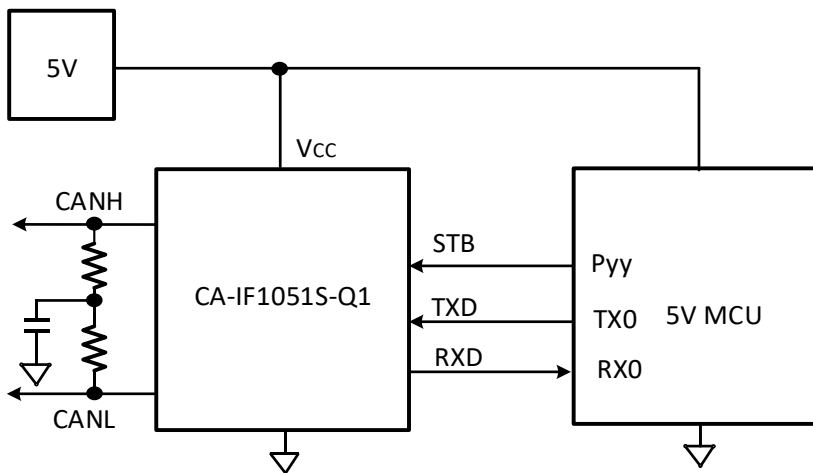 5V
VCC
CANH
STB
Pyy
CA-IF1051S-Q1
TXD
TX0
5V MCU
RXD
RX0
CANL